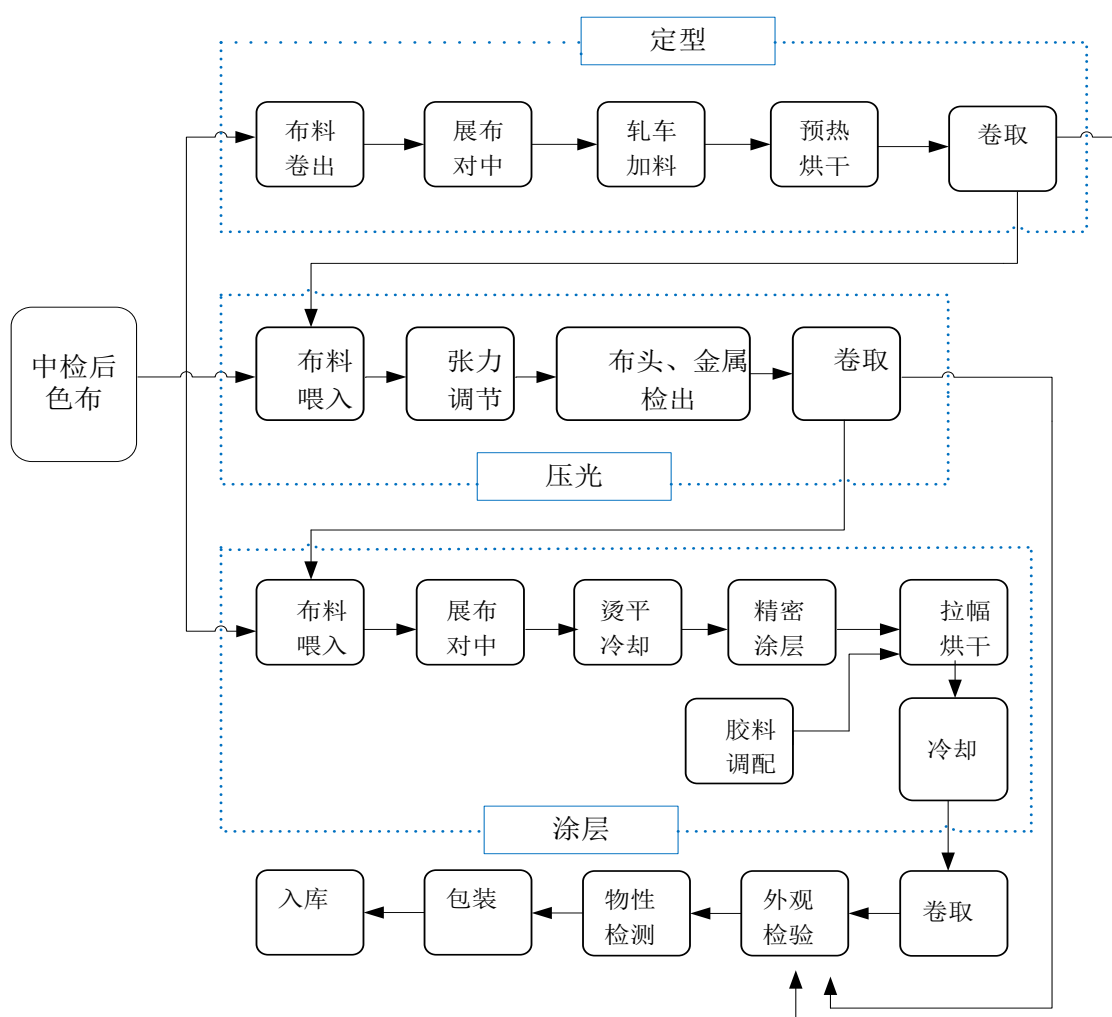 定型
布料
卷出
展布
对中
轧车
加料
预热
烘干
卷取
中检后
色布
布料
喂入
张力
调节
布头、金属
检出
卷取
压光
布料
喂入
展布
对中
烫平
冷却
精密
涂层
拉幅
烘干
胶料
调配
冷却
涂层
入库
包装
物性
检测
外观
检验
卷取